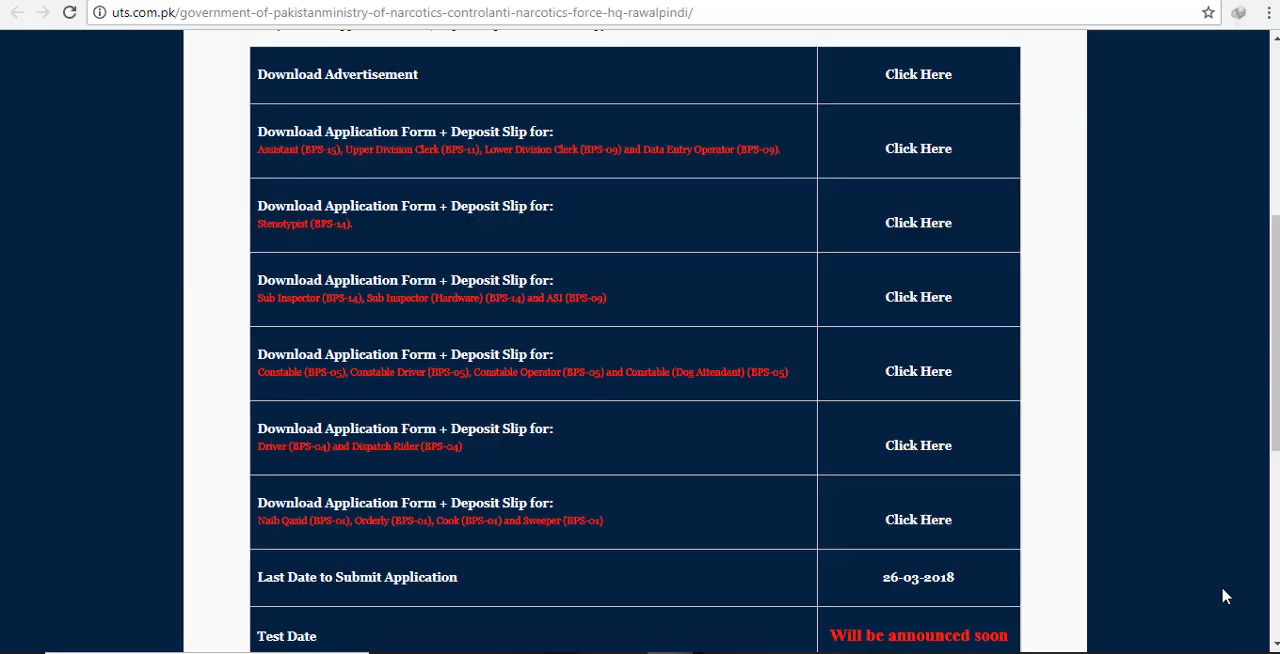 uts.com.pk/government-of-pakistanministry-of-narcotics-controlanti-narcotics-force-hq-rawalpindi/
Download Advertisement
Click Here
Download Application Form + Deposit Slip for:
Assistant (BPS-15), Upper Division Clerk (BPS-11), Lower Division Clerk (BPS-09) and Data Entry Operator (BPS-09).
Click Here
Download Application Form + Deposit Slip for:
Stenotypist (BPS-14).
Click Here
Download Application Form + Deposit Slip for:
Sub Inspector (BPS-14), Sub Inspector (Hardware) (BPS-14) and ASI (BPS-09)
Click Here
Download Application Form + Deposit Slip for:
Constable (BPS-05), Constable Driver (BPS-05), Constable Operator (BPS-05) and Constable (Dog Attendant) (BPS-05)
Click Here
Download Application Form + Deposit Slip for:
Driver (BPS-04) and Dispatch Rider (BPS-04)
Click Here
Download Application Form + Deposit Slip for:
Naib Qasid (BPS-01), Orderly (BPS-01), Cook (BPS-01) and Sweeper (BPS-01)
Click Here
Last Date to Submit Application
26-03-2018
Test Date
Will be announced soon